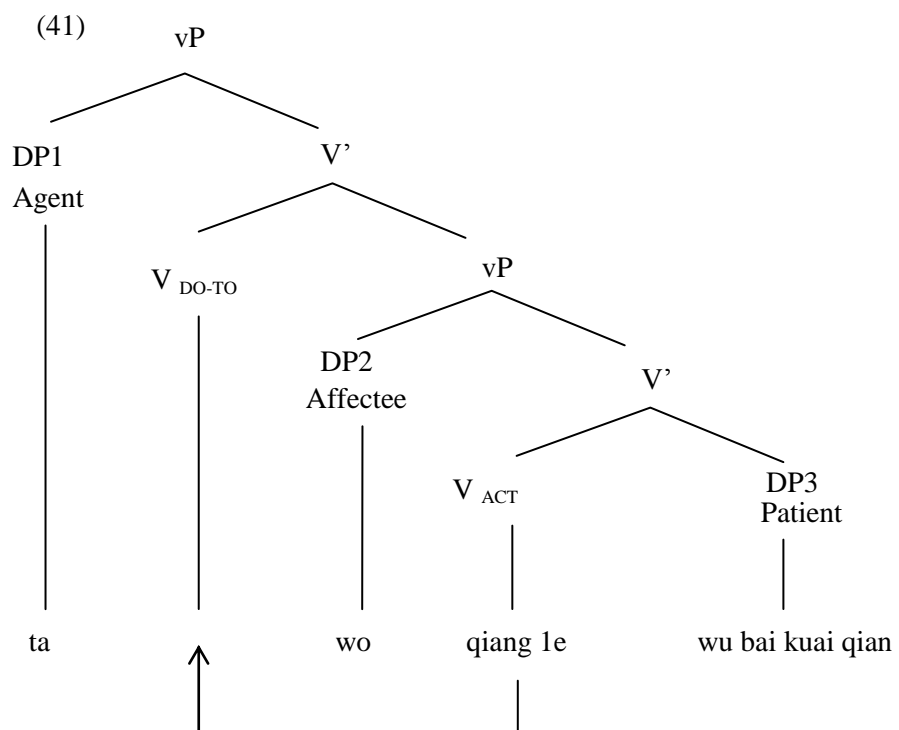 (41)
vP
DP1 V’
Agent
V DO-TO vP
DP2 V’
Affectee
V ACT DP3
Patient
ta wo qiang 1e wu bai kuai qian